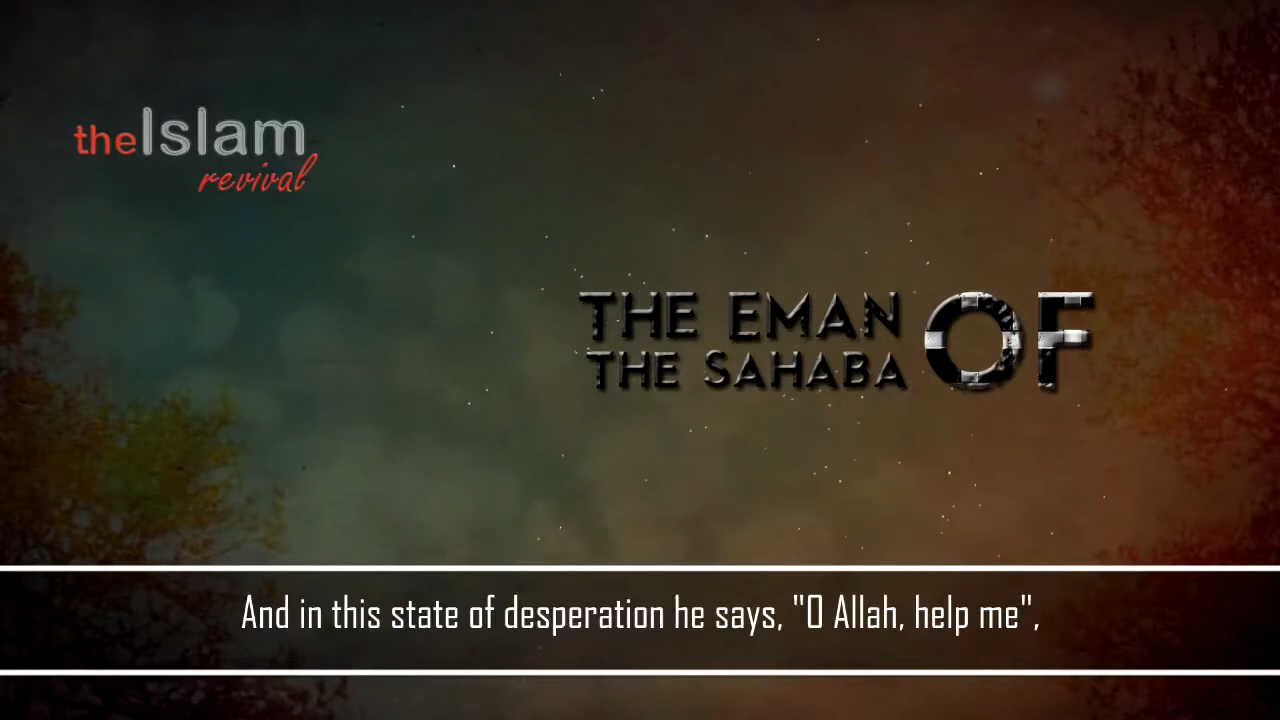 theIslam
revival
THE EMAN OF
THE SAHABA
And in this state of desperation he says, "O Allah, help me",